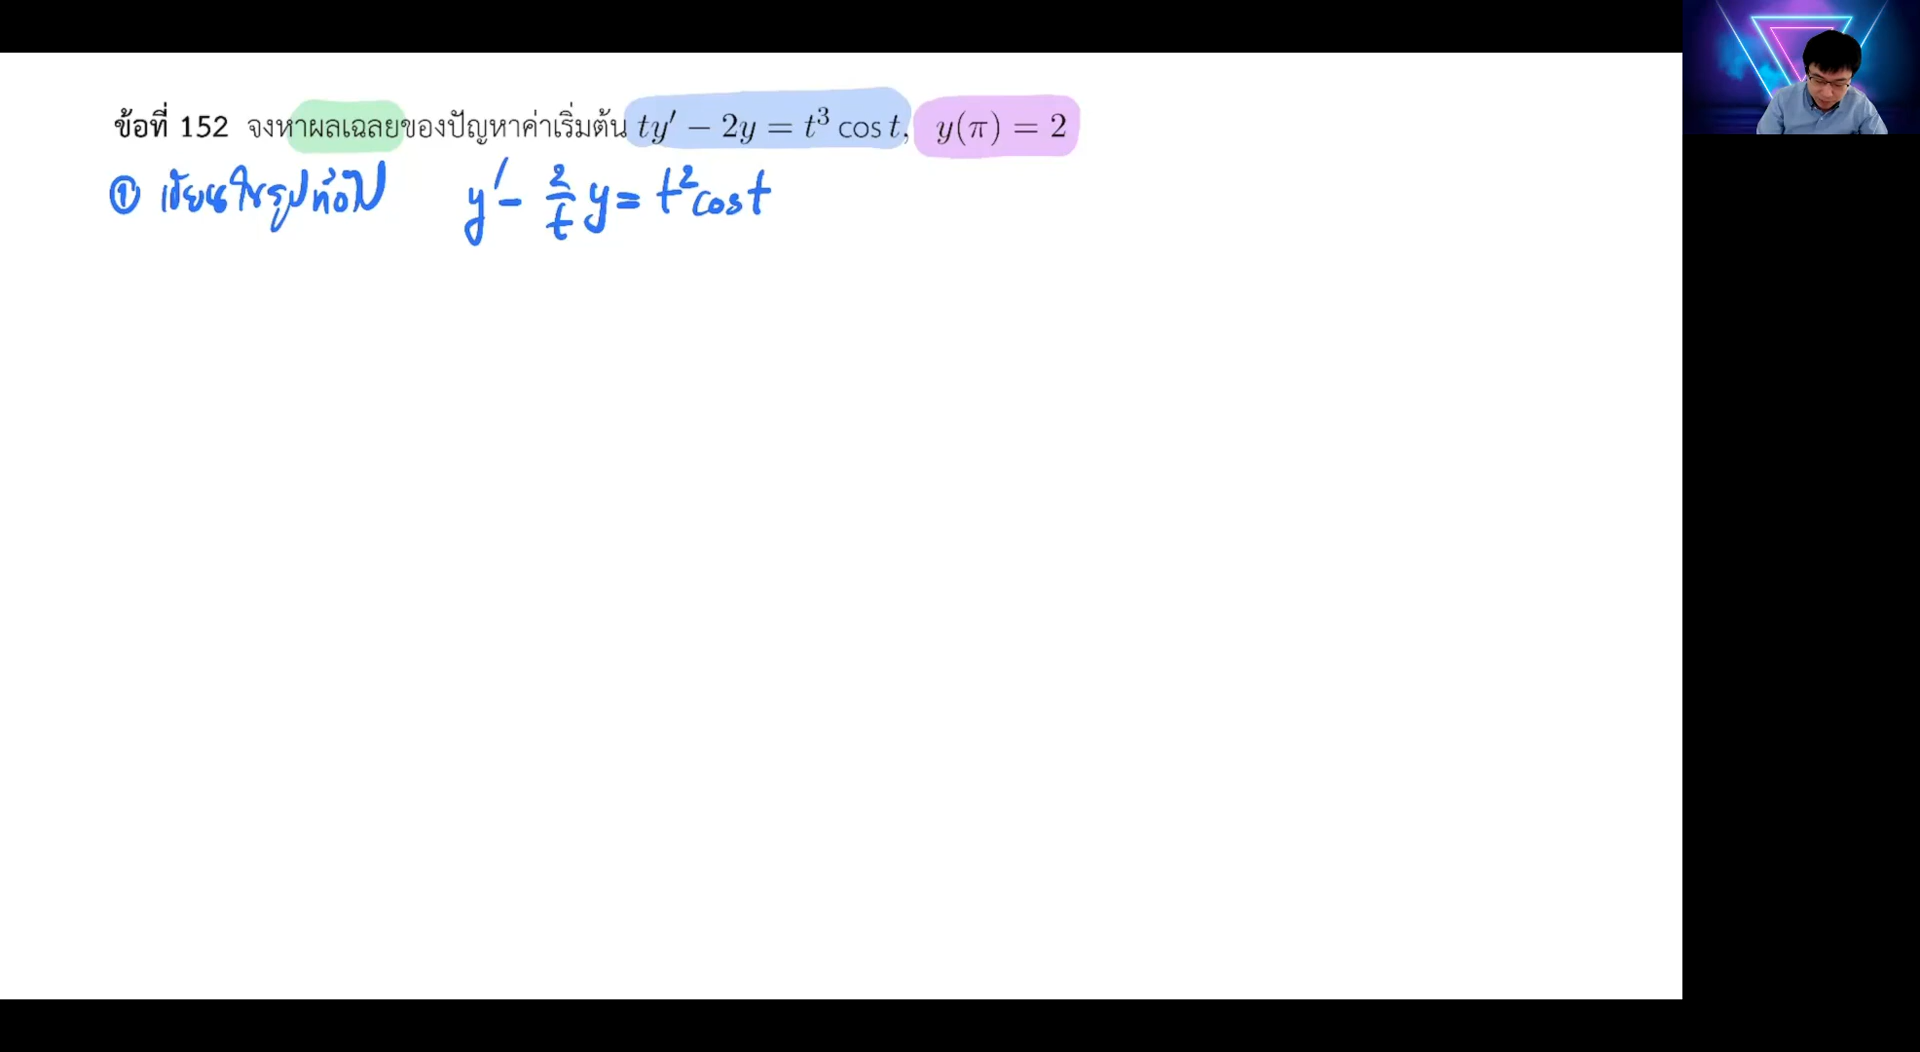 ข้อที่ 152 จงหาผลเฉลยของปัญหาค่าเริ่มต้น ty′ − 2y = t³ cos t, y(π) = 2
① เขียนในรูปทั่วไป y′ − 2/t y = t² cos t